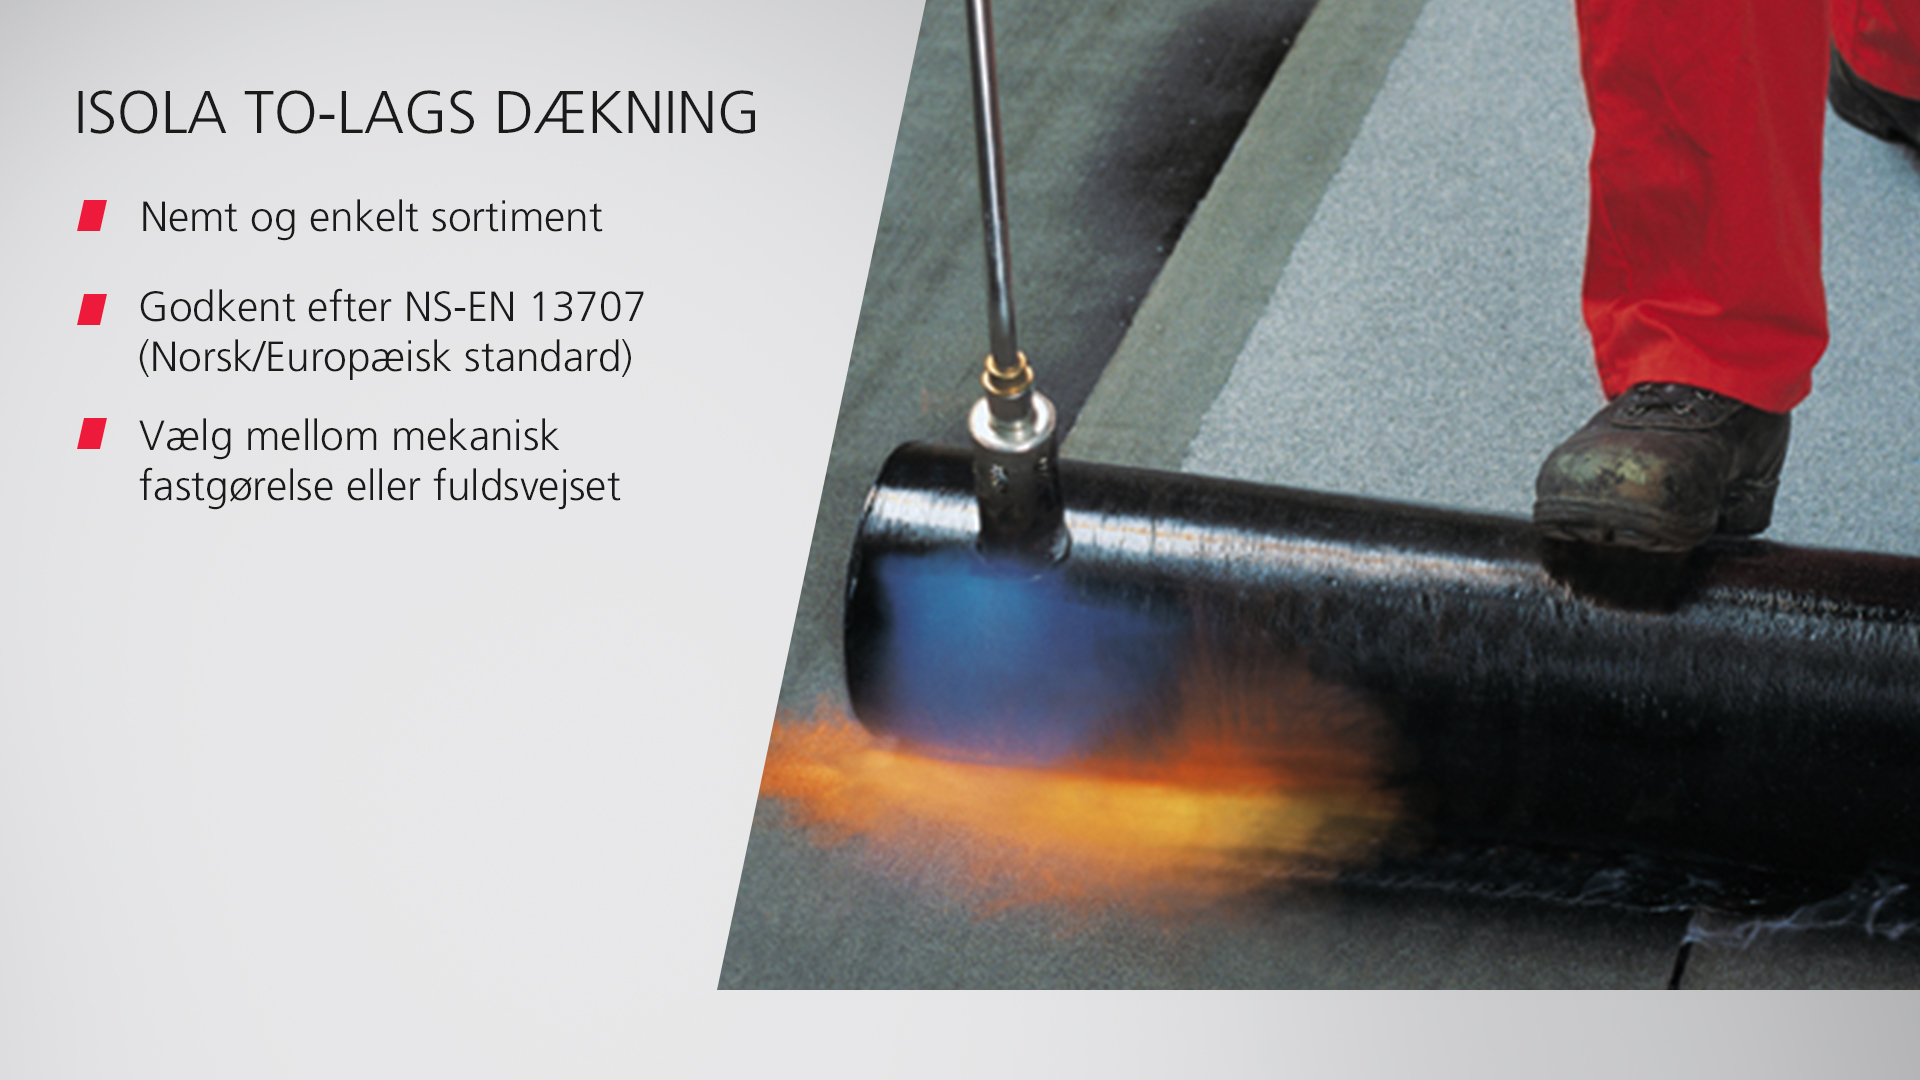 ISOLA TO-LAGS DÆKNING
Nemt og enkelt sortiment
Godkent efter NS-EN 13707
(Norsk/Europæisk standard)
Vælg mellom mekanisk
fastgørelse eller fuldsvejset